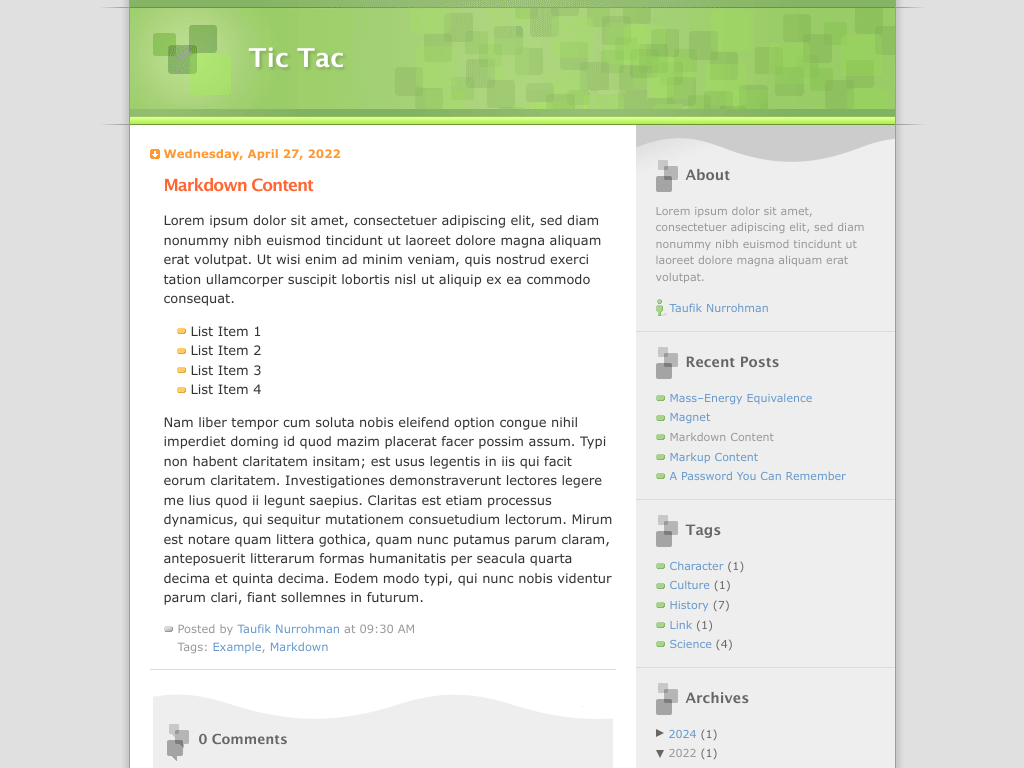 Tic Tac
Wednesday, April 27, 2022
Markdown Content
Lorem ipsum dolor sit amet, consectetuer adipiscing elit, sed diam
nonummy nibh euismod tincidunt ut laoreet dolore magna aliquam
erat volutpat. Ut wisi enim ad minim veniam, quis nostrud exerci
tation ullamcorper suscipit lobortis nisl ut aliquip ex ea commodo
consequat.
List Item 1
List Item 2
List Item 3
List Item 4
Nam liber tempor cum soluta nobis eleifend option congue nihil
imperdiet doming id quod mazim placerat facer possim assum. Typi
non habent claritatem insitam; est usus legentis in iis qui facit
eorum claritatem. Investigationes demonstraverunt lectores legere
me lius quod ii legunt saepius. Claritas est etiam processus
dynamicus, qui sequitur mutationem consuetudium lectorum. Mirum
est notare quam littera gothica, quam nunc putamus parum claram,
anteposuerit litterarum formas humanitatis per seacula quarta
decima et quinta decima. Eodem modo typi, qui nunc nobis videntur
parum clari, fiant sollemnes in futurum.
Posted by Taufik Nurrohman at 09:30 AM
Tags: Example, Markdown
0 Comments
About
Lorem ipsum dolor sit amet,
consectetuer adipiscing elit, sed diam
nonummy nibh euismod tincidunt ut
laoreet dolore magna aliquam erat
volutpat.
Taufik Nurrohman
Recent Posts
Mass–Energy Equivalence
Magnet
Markdown Content
Markup Content
A Password You Can Remember
Tags
Character (1)
Culture (1)
History (7)
Link (1)
Science (4)
Archives
2024 (1)
2022 (1)